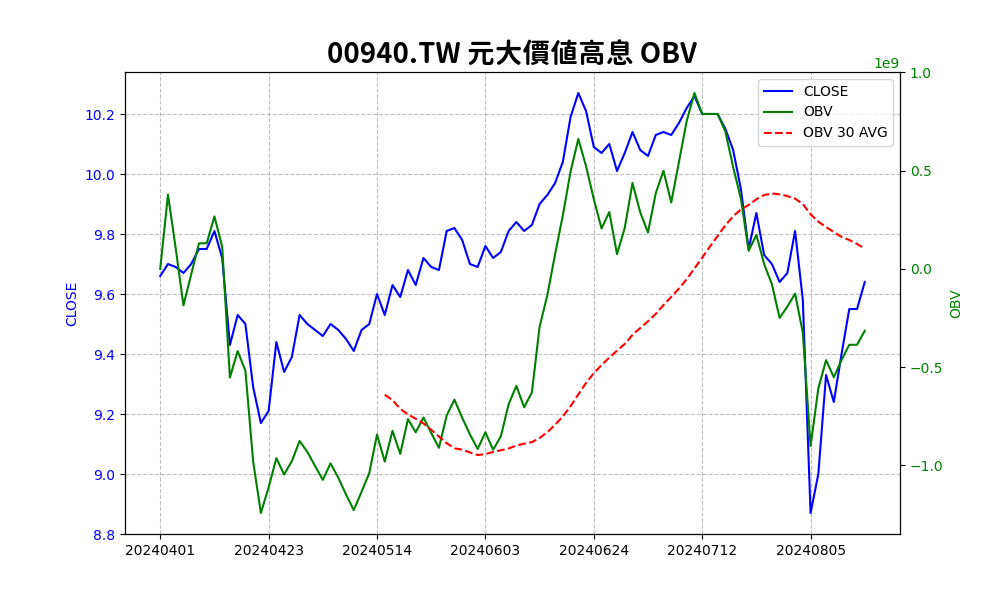 00940.TW 元大價值高息 OBV
1e9
CLOSE
OBV
OBV 30 AVG
10.2
10.0
9.8
9.6
9.4
9.2
9.0
8.8
CLOSE
1.0
0.5
0.0
−0.5
−1.0
OBV
20240401 20240423 20240514 20240603 20240624 20240712 20240805